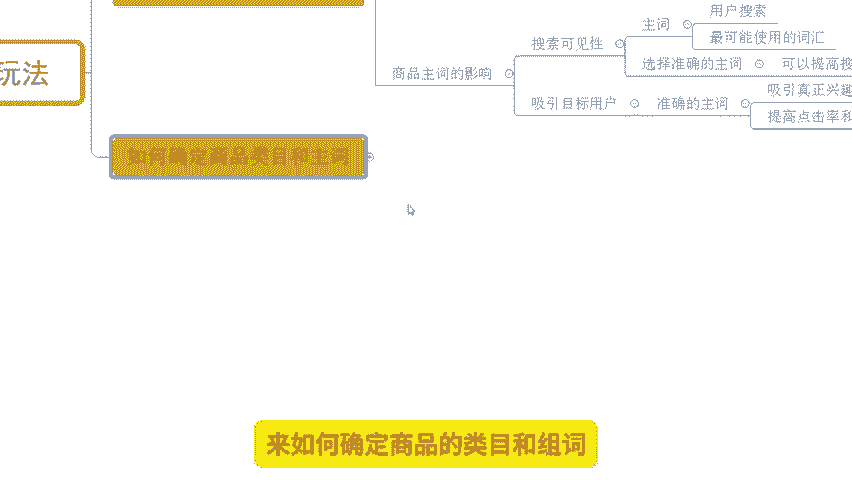 用户搜索
主词
最可能使用的词汇
搜索可见性
选择准确的主词
可以提高搜
商品主词的影响
玩法
吸引真正兴趣
吸引目标用户
准确的主词
提高点击率和
如何确定商品类目和主词
来如何确定商品的类目和组词